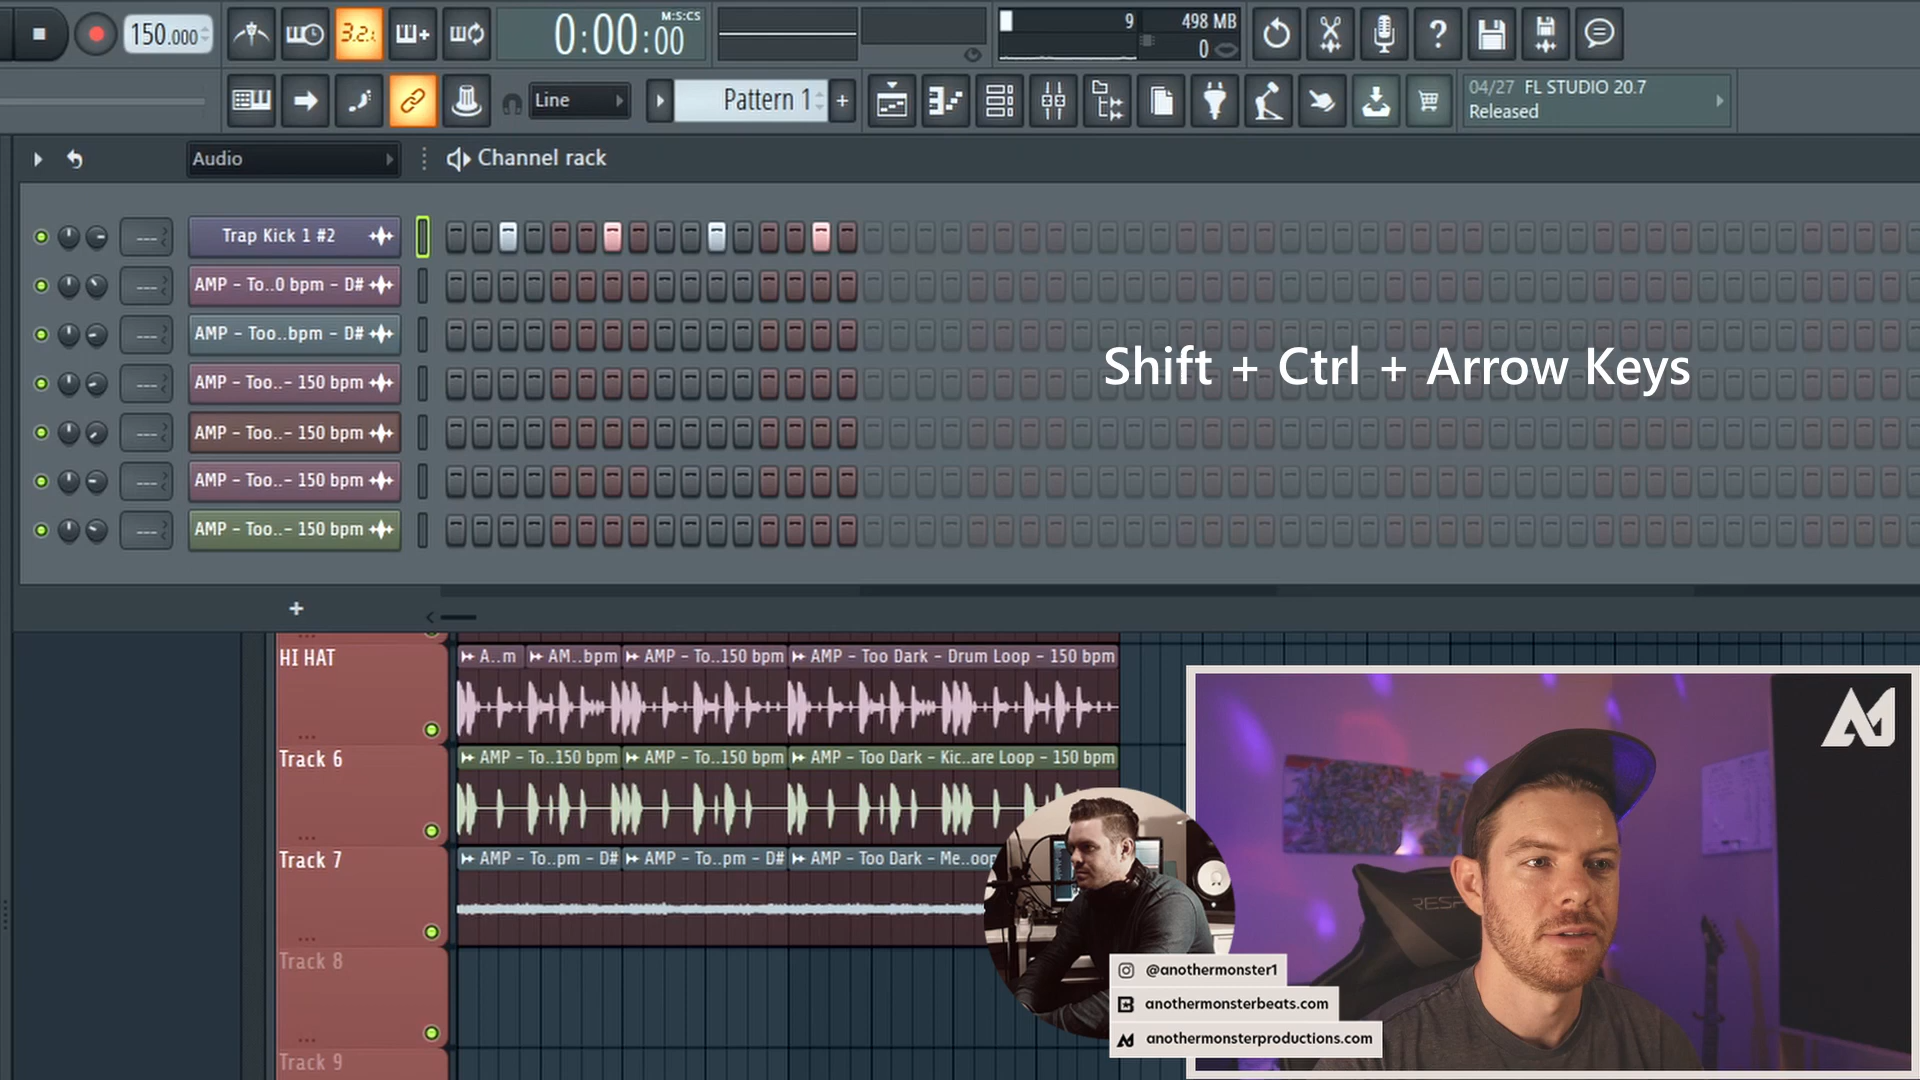 150.000
3.2.:
0:00:00
M:S:CS
9
498 MB
0
Line
Pattern 1
+
04/27 FL STUDIO 20.7
Released
Audio
Channel rack
Trap Kick 1 #2
AMP - To..0 bpm - D#
AMP - Too..bpm - D#
AMP - Too..- 150 bpm
AMP - Too..- 150 bpm
AMP - Too..- 150 bpm
AMP - Too..- 150 bpm
Shift + Ctrl + Arrow Keys
+
HI HAT
A..m
AM..bpm
AMP - To..150 bpm
AMP - Too Dark - Drum Loop - 150 bpm
Track 6
AMP - To..150 bpm
AMP - To..150 bpm
AMP - Too Dark - Kic..are Loop - 150 bpm
Track 7
AMP - To..pm - D#
AMP - To..pm - D#
AMP - Too Dark - Me..oop
Track 8
Track 9
RESP
@anothermonster1
anothermonsterbeats.com
anothermonsterproductions.com